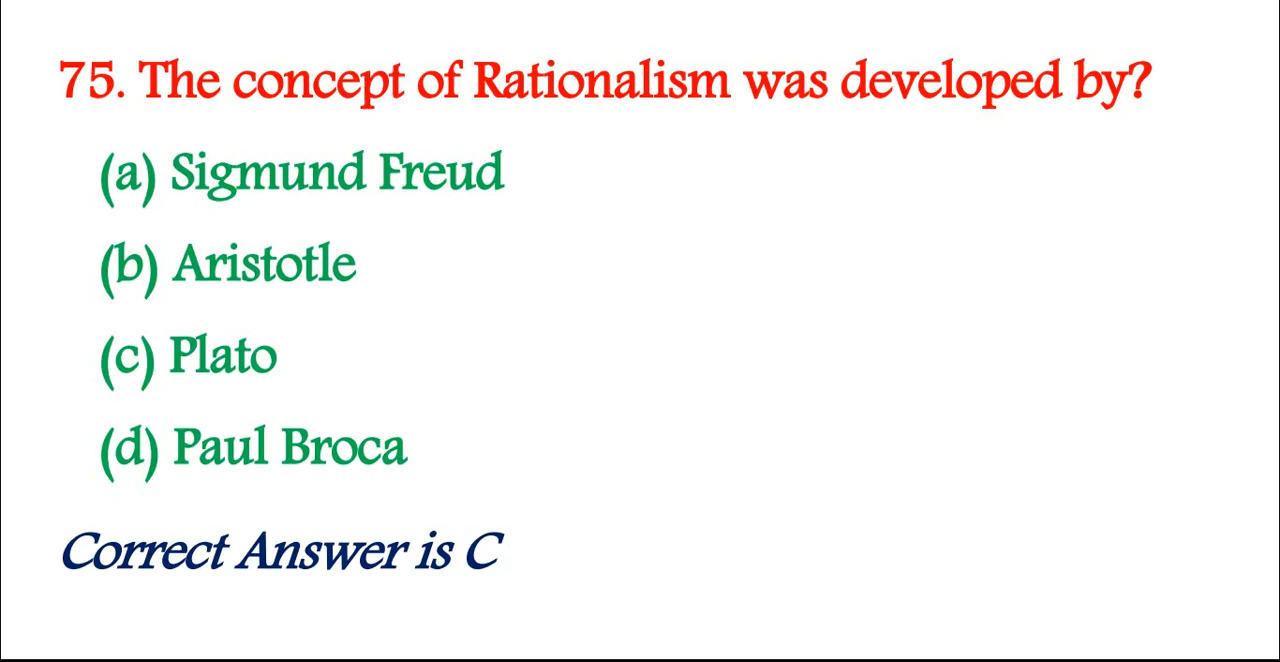 75. The concept of Rationalism was developed by?
(a) Sigmund Freud
(b) Aristotle
(c) Plato
(d) Paul Broca
Correct Answer is C